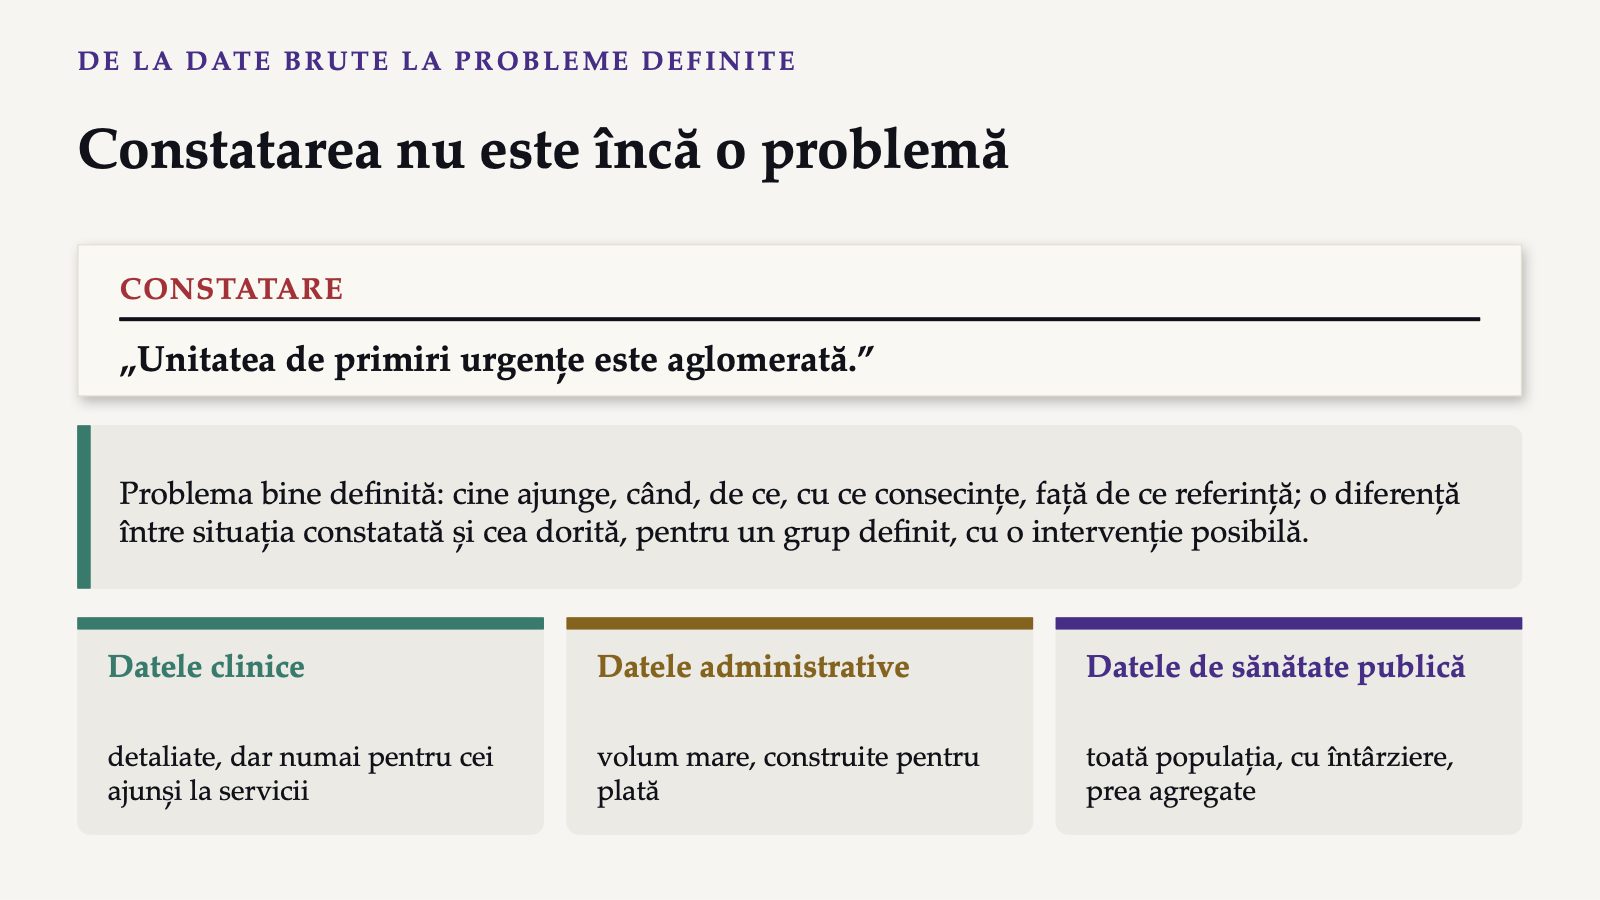 DE LA DATE BRUTE LA PROBLEME DEFINITE
Constatarea nu este încă o problemă
CONSTATARE
„Unitatea de primiri urgențe este aglomerată.”
Problema bine definită: cine ajunge, când, de ce, cu ce consecințe, față de ce referință; o diferență
între situația constatată și cea dorită, pentru un grup definit, cu o intervenție posibilă.
Datele clinice
detaliate, dar numai pentru cei
ajunși la servicii
Datele administrative
volum mare, construite pentru
plată
Datele de sănătate publică
toată populația, cu întârziere,
prea agregate